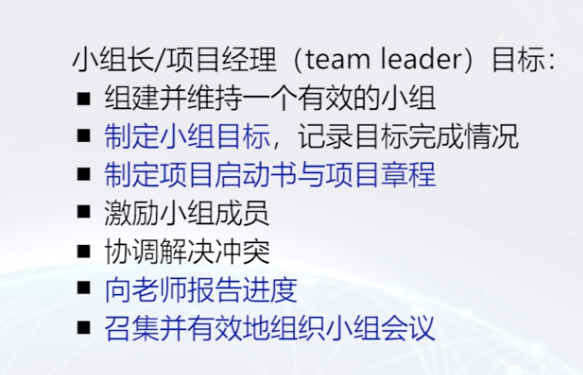 小组长/项目经理（team leader）目标：
■ 组建并维持一个有效的小组
■ 制定小组目标，记录目标完成情况
■ 制定项目启动书与项目章程
■ 激励小组成员
■ 协调解决冲突
■ 向老师报告进度
■ 召集并有效地组织小组会议